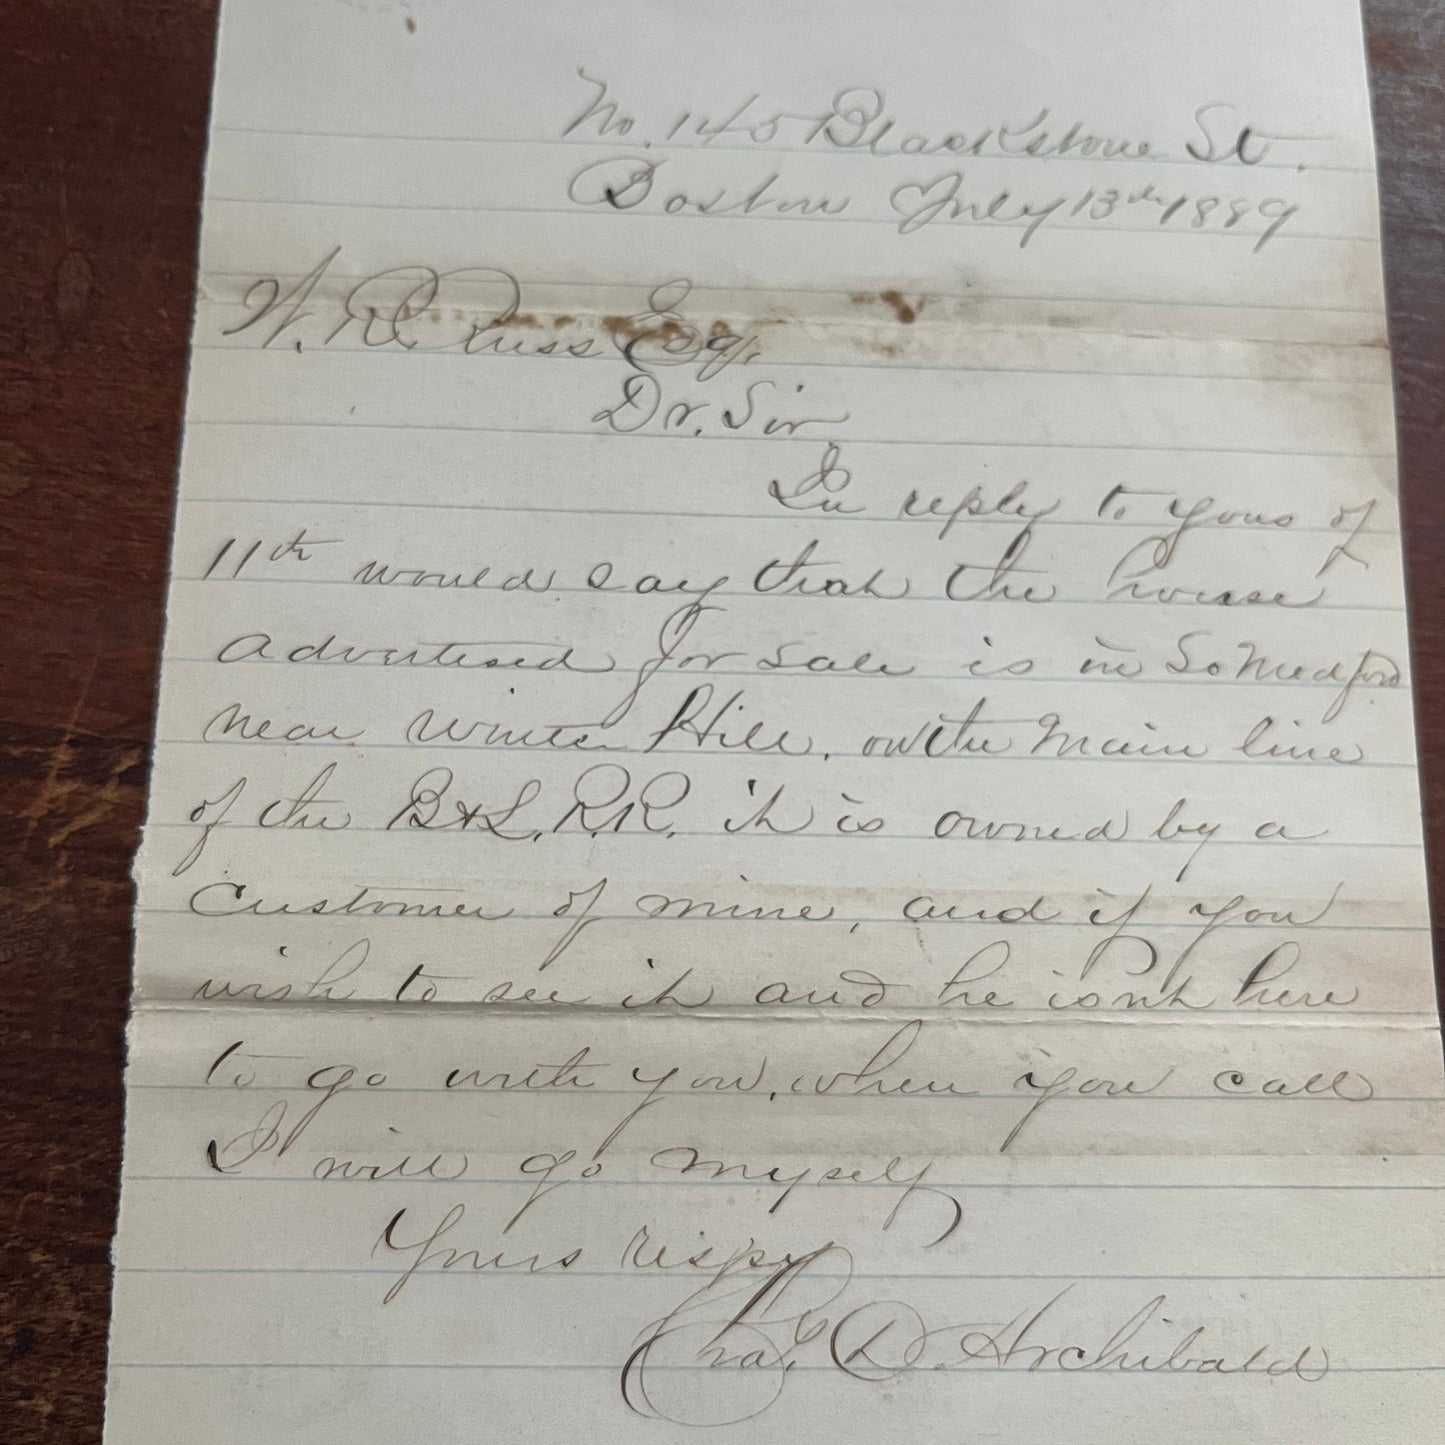 No. 145 Blackstone St.
Boston July 13th 1889
W. R. Russ Esq.
Dr. Sir
In reply to yours of
11th would say that the house
advertised for sale is in So Medford
near Winter Hill. on the Main line
of the B & L. R.R. it is owned by a
Customer of mine, and if you
wish to see it and he isn't here
to go with you, when you call
I will go myself
Yours respy
Chas. D. Archibald